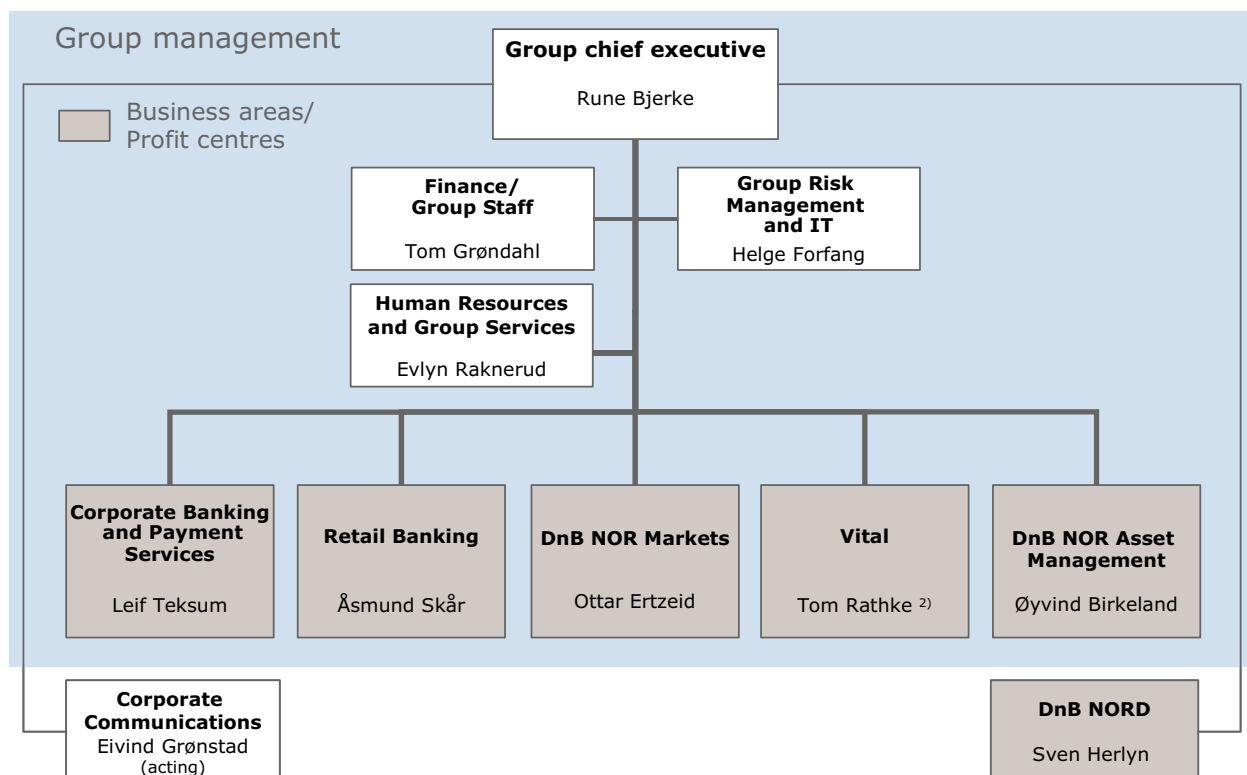 Group management
Group chief executive
Rune Bjerke
Business areas/
Profit centres
Finance/
Group Staff
Tom Grøndahl
Group Risk
Management
and IT
Helge Forfang
Human Resources
and Group Services
Evlyn Raknerud
Corporate Banking
and Payment
Services
Leif Teksum
Retail Banking
Åsmund Skår
DnB NOR Markets
Ottar Ertzeid
Vital
Tom Rathke 2)
DnB NOR Asset
Management
Øyvind Birkeland
Corporate
Communications
Eivind Grønstad
(acting)
DnB NORD
Sven Herlyn